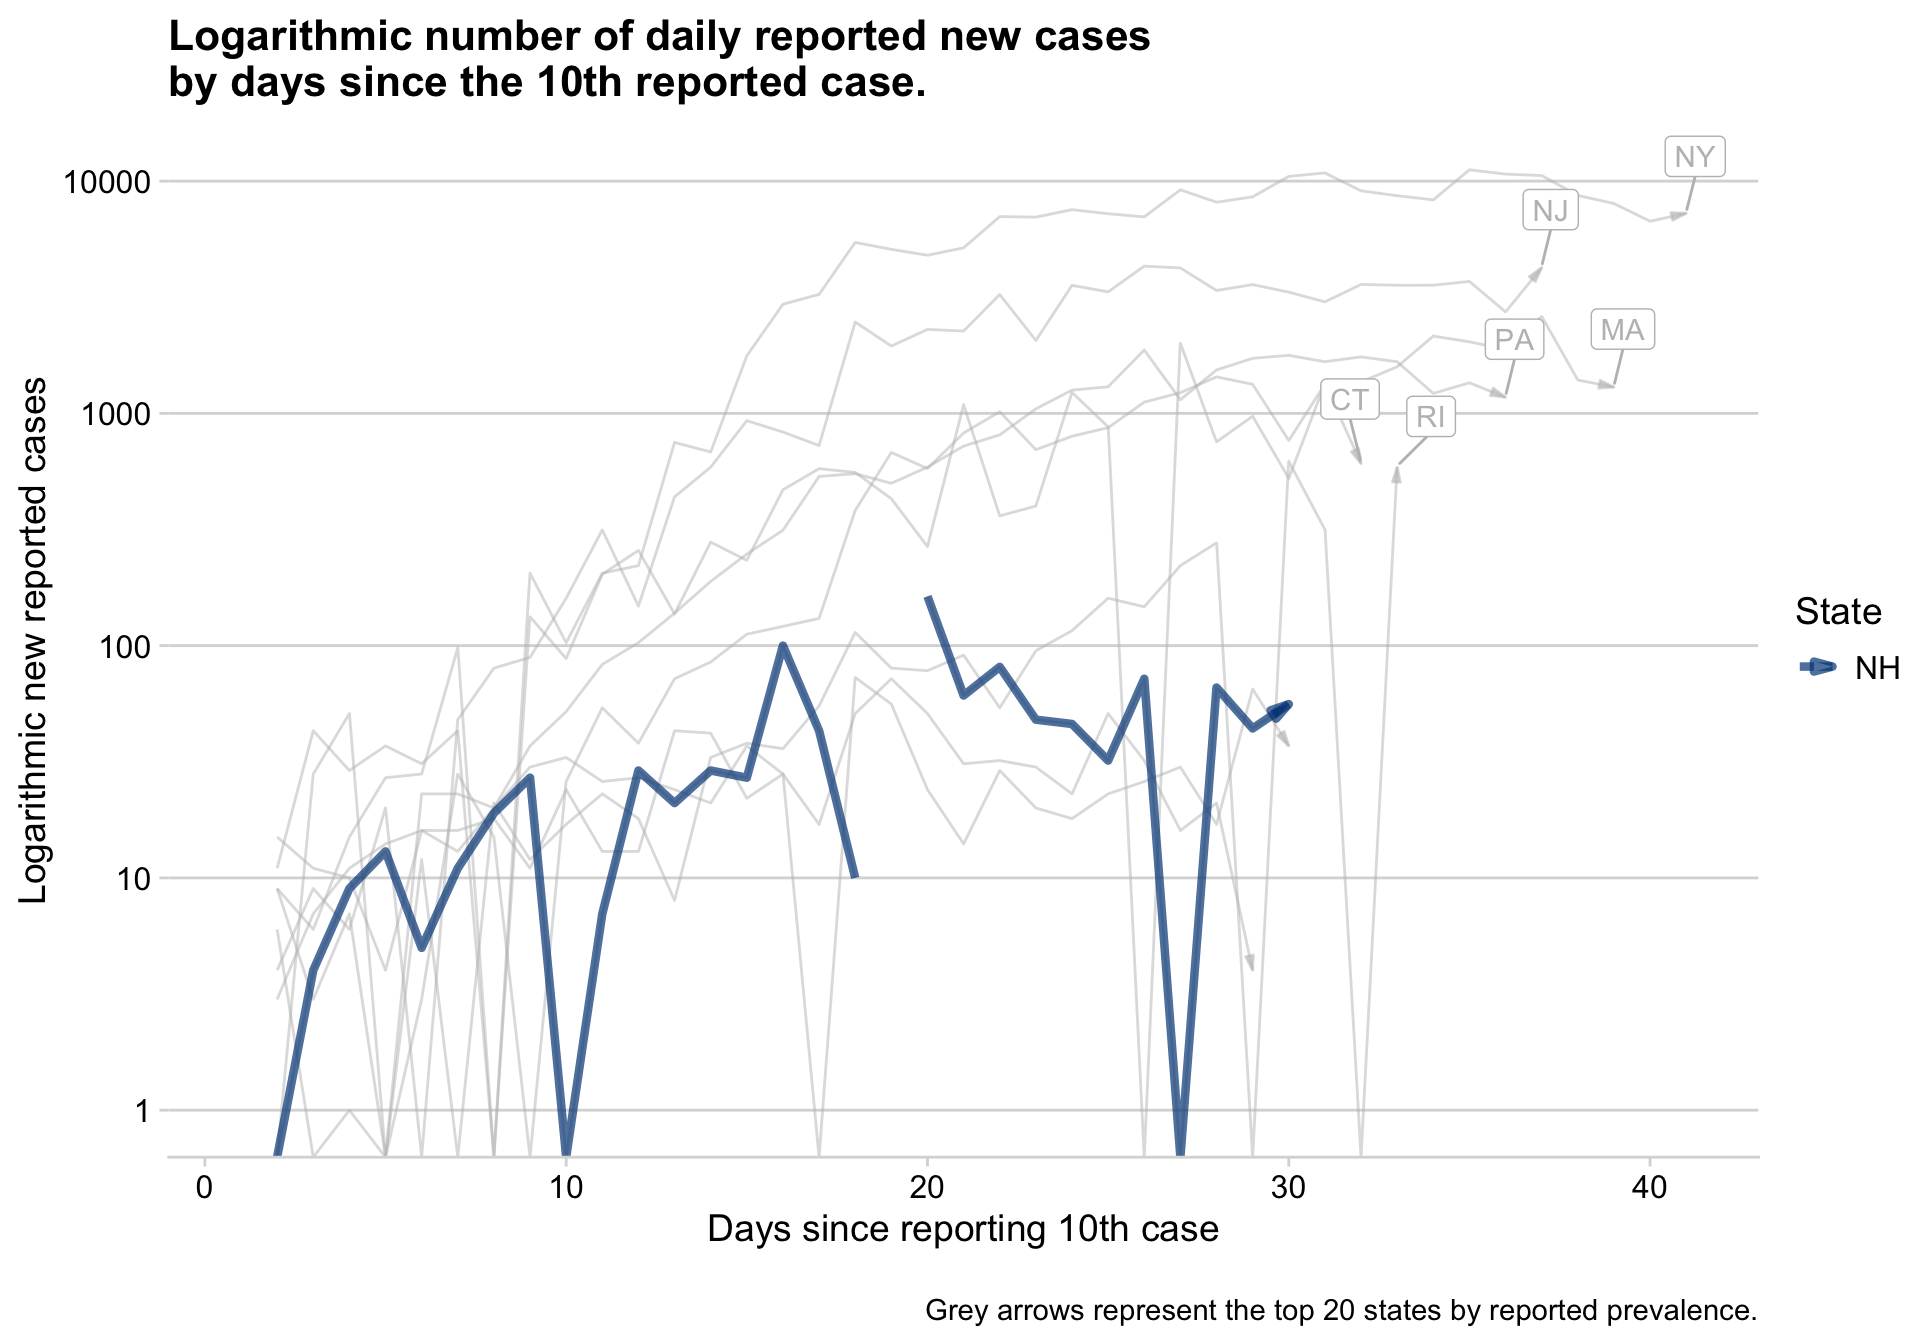 Logarithmic number of daily reported new cases
by days since the 10th reported case.
Logarithmic new reported cases
10000
1000
100
10
1
NY
NJ
PA
MA
CT
RI
State
NH
0
10
20
30
40
Days since reporting 10th case
Grey arrows represent the top 20 states by reported prevalence.